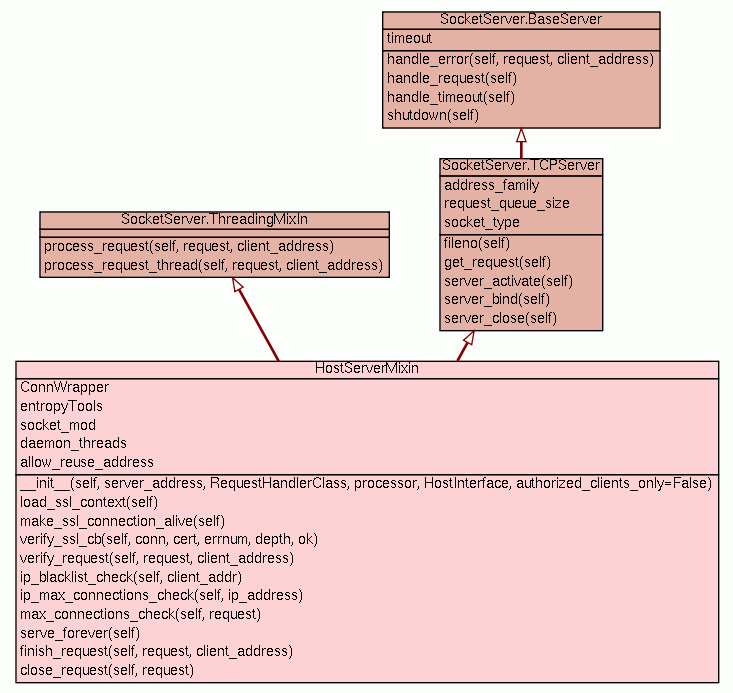 SocketServer.BaseServer
timeout
handle_error(self, request, client_address)
handle_request(self)
handle_timeout(self)
shutdown(self)
SocketServer.TCPServer
address_family
request_queue_size
socket_type
fileno(self)
get_request(self)
server_activate(self)
server_bind(self)
server_close(self)
SocketServer.ThreadingMixIn
process_request(self, request, client_address)
process_request_thread(self, request, client_address)
HostServerMixin
ConnWrapper
entropyTools
socket_mod
daemon_threads
allow_reuse_address
__init__(self, server_address, RequestHandlerClass, processor, HostInterface, authorized_clients_only=False)
load_ssl_context(self)
make_ssl_connection_alive(self)
verify_ssl_cb(self, conn, cert, errnum, depth, ok)
verify_request(self, request, client_address)
ip_blacklist_check(self, client_addr)
ip_max_connections_check(self, ip_address)
max_connections_check(self, request)
serve_forever(self)
finish_request(self, request, client_address)
close_request(self, request)